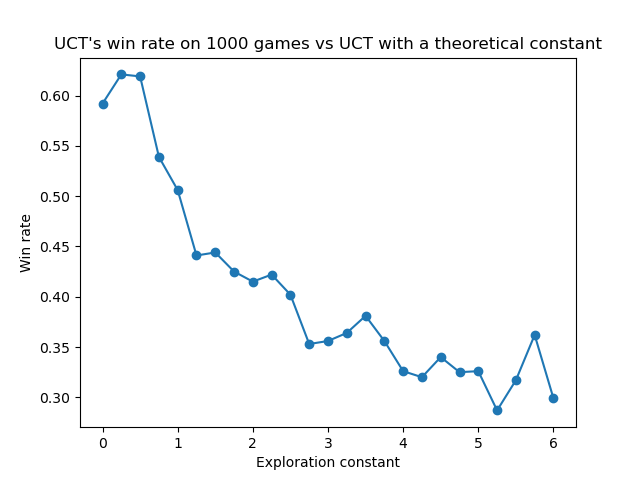 UCT's win rate on 1000 games vs UCT with a theoretical constant
0.60
0.55
0.50
0.45
0.40
0.35
0.30
Win rate
0 1 2 3 4 5 6
Exploration constant